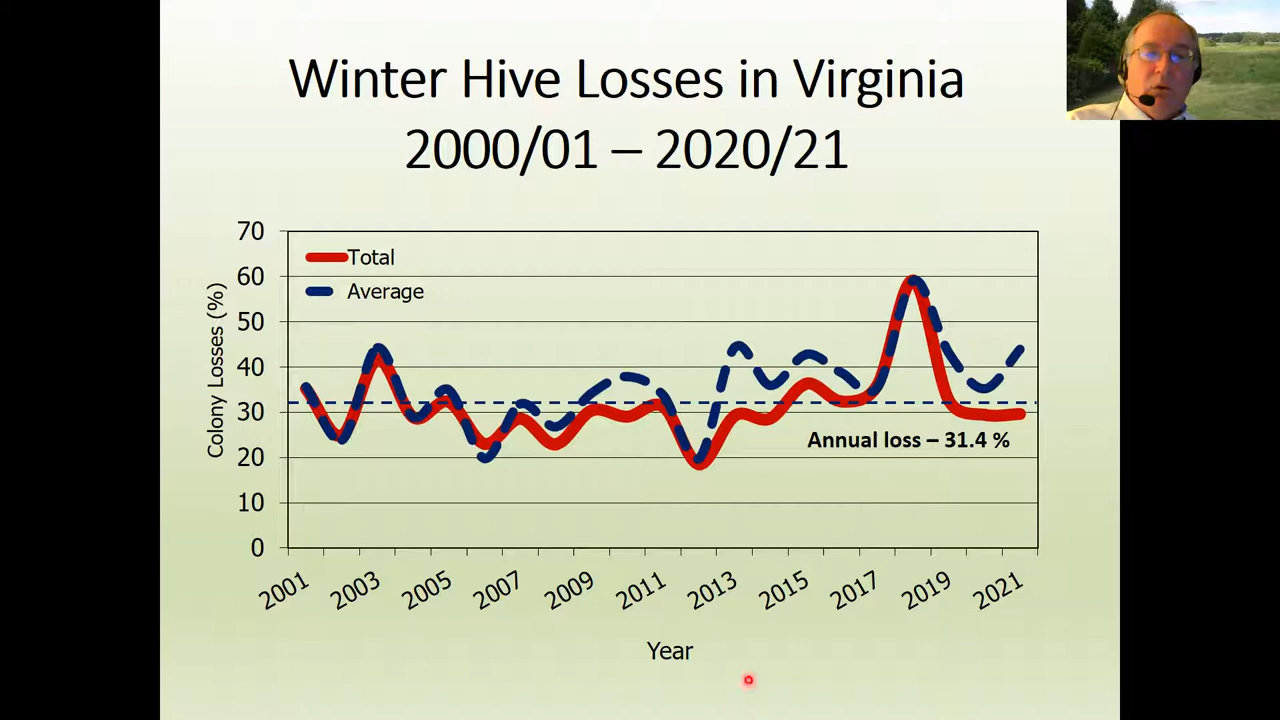 Winter Hive Losses in Virginia
2000/01 – 2020/21
70
60
50
40
30
20
10
0
Colony Losses (%)
Total
Average
Annual loss – 31.4 %
2001
2003
2005
2007
2009
2011
2013
2015
2017
2019
2021
Year